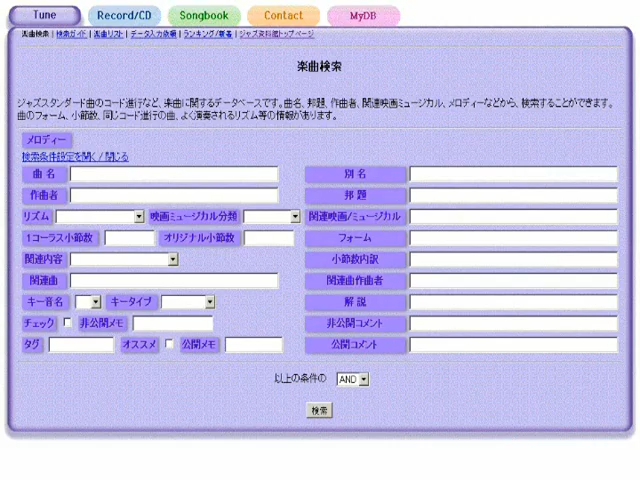 Tune Record/CD Songbook Contact MyDB
楽曲検索 | 検索ガイド | 楽曲リスト | データ入力依頼 | ランキング/新着 | ジャズ資料館トップページ
楽曲検索
ジャズスタンダード曲のコード進行など、楽曲に関するデータベースです。曲名、邦題、作曲者、関連映画ミュージカル、メロディーなどから、検索することができます。
曲のフォーム、小節数、同じコード進行の曲、よく演奏されるリズム等の情報があります。
メロディー
検索条件設定を開く / 閉じる
曲 名 別 名
作曲者 邦 題
リズム 映画ミュージカル分類 関連映画/ミュージカル
1コーラス小節数 オリジナル小節数 フォーム
関連内容 小節数内訳
関連曲 関連曲作曲者
キー音名 キータイプ 解 説
チェック 非公開メモ 非公開コメント
タグ オススメ 公開メモ 公開コメント
以上の条件の AND
検索